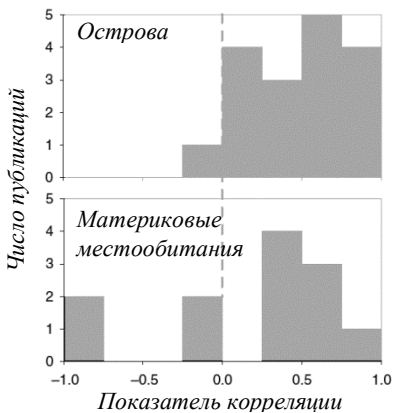 Острова
5
4
3
2
1
0
Число публикаций
Материковые
местообитания
5
4
3
2
1
0
-1.0 -0.5 0.0 0.5 1.0
Показатель корреляции